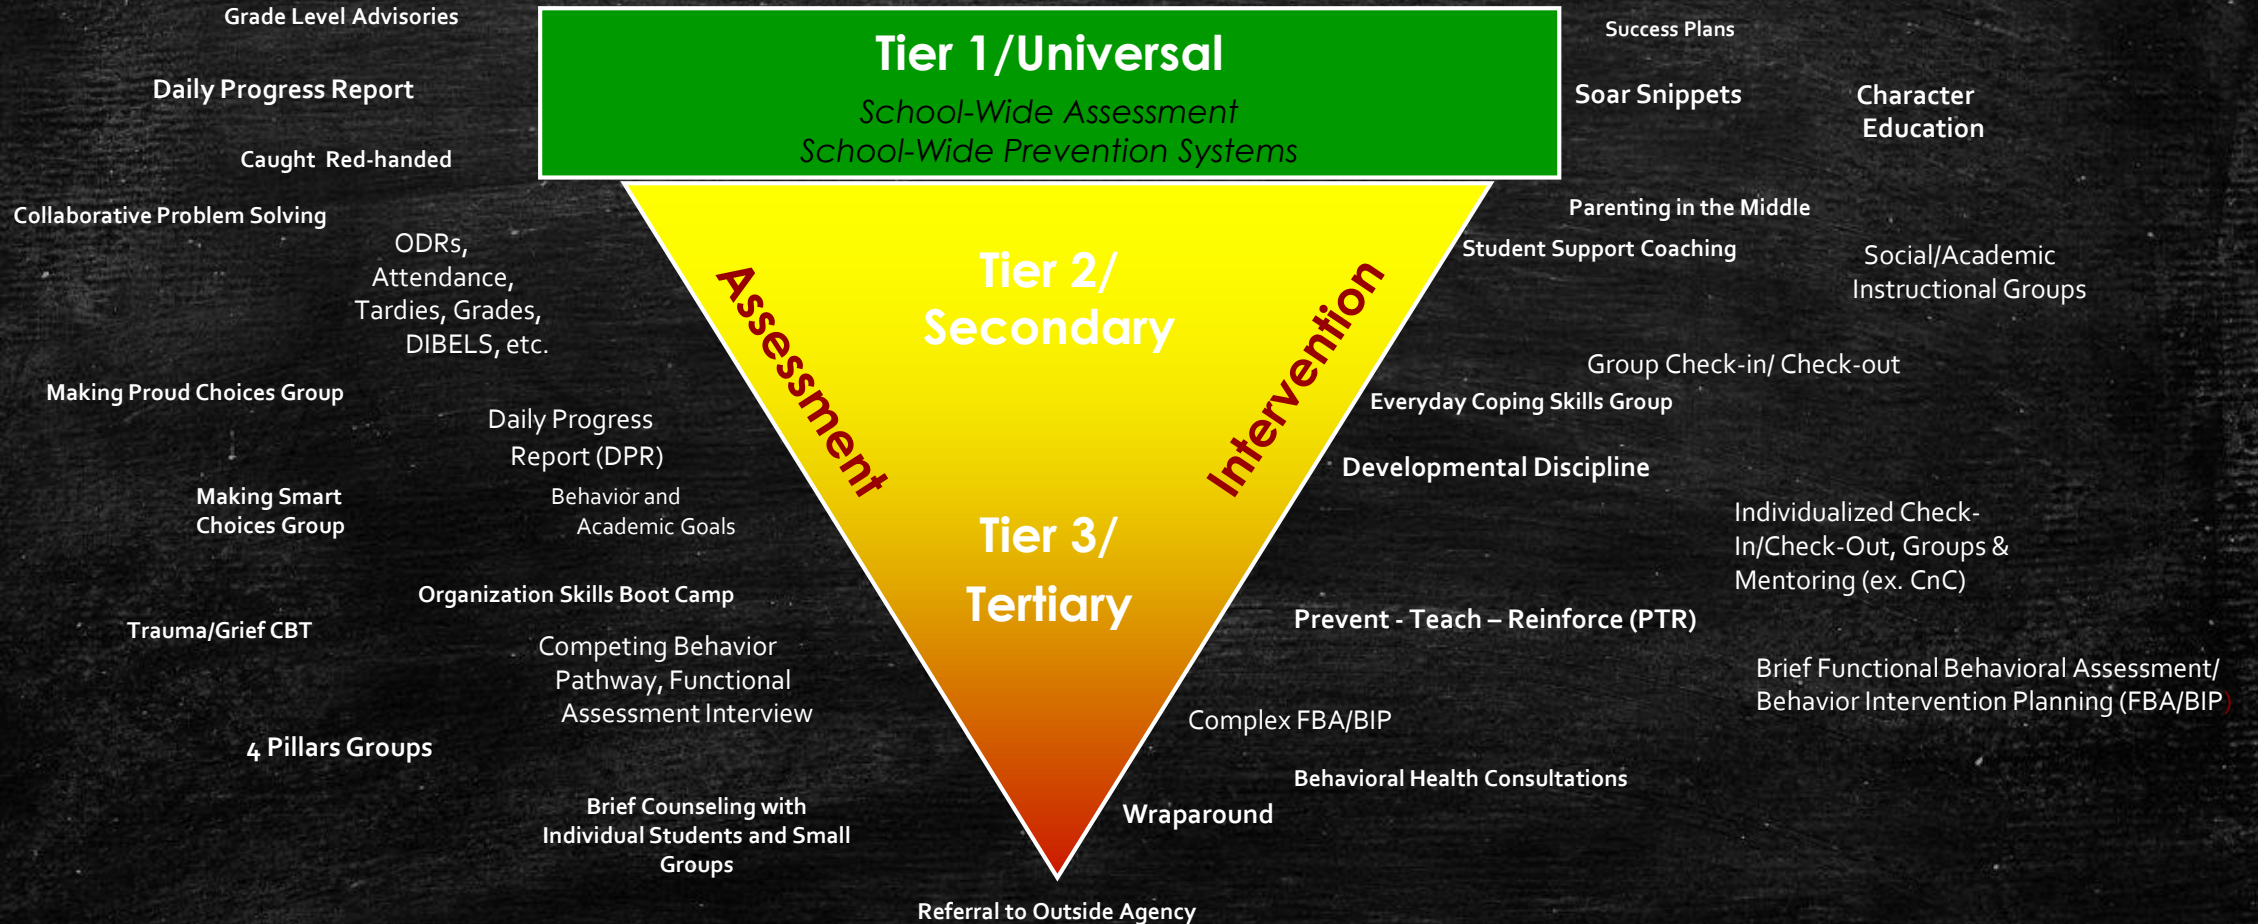 Grade Level Advisories
Daily Progress Report
Caught Red-handed
Collaborative Problem Solving
ODRs,
Attendance,
Tardies, Grades,
DIBELS, etc.
Making Proud Choices Group
Daily Progress
Report (DPR)
Making Smart
Choices Group
Behavior and
Academic Goals
Organization Skills Boot Camp
Trauma/Grief CBT
Competing Behavior
Pathway, Functional
Assessment Interview
4 Pillars Groups
Brief Counseling with
Individual Students and Small
Groups
Tier 1/Universal
School-Wide Assessment
School-Wide Prevention Systems
Assessment
Tier 2/
Secondary
Intervention
Tier 3/
Tertiary
Success Plans
Soar Snippets
Character
Education
Parenting in the Middle
Student Support Coaching
Social/Academic
Instructional Groups
Group Check-in/ Check-out
Everyday Coping Skills Group
Developmental Discipline
Individualized Check-
In/Check-Out, Groups &
Mentoring (ex. CnC)
Prevent - Teach – Reinforce (PTR)
Brief Functional Behavioral Assessment/
Behavior Intervention Planning (FBA/BIP)
Complex FBA/BIP
Behavioral Health Consultations
Wraparound
Referral to Outside Agency